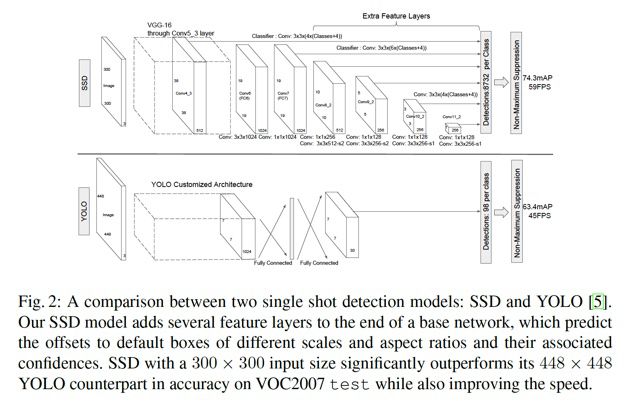 Extra Feature Layers
VGG-16
through Conv5_3 layer
Classifier : Conv: 3x3x(4x(Classes+4))
Classifier : Conv: 3x3x(6x(Classes+4))
Conv: 3x3x(4x(Classes+4))
SSD
300
Image
300
3
38
Conv4_3
38
512
19
Conv6
(FC6)
19
1024
19
Conv7
(FC7)
19
1024
10
Conv8_2
10
512
5
Conv9_2
5
256
3
Conv10_2
256
Conv11_2
256
Conv: 3x3x1024
Conv: 1x1x1024
Conv: 1x1x256
Conv: 3x3x512-s2
Conv: 1x1x128
Conv: 3x3x256-s2
Conv: 1x1x128
Conv: 3x3x256-s1
Conv: 1x1x128
Conv: 3x3x256-s1
Detections:8732 per Class
Non-Maximum Suppression
74.3mAP
59FPS
YOLO Customized Architecture
YOLO
448
Image
448
3
7
7
1024
Fully Connected
Fully Connected
7
7
30
Detections: 98 per class
Non-Maximum Suppression
63.4mAP
45FPS
Fig. 2: A comparison between two single shot detection models: SSD and YOLO [5].
Our SSD model adds several feature layers to the end of a base network, which predict
the offsets to default boxes of different scales and aspect ratios and their associated
confidences. SSD with a 300 × 300 input size significantly outperforms its 448 × 448
YOLO counterpart in accuracy on VOC2007 test while also improving the speed.